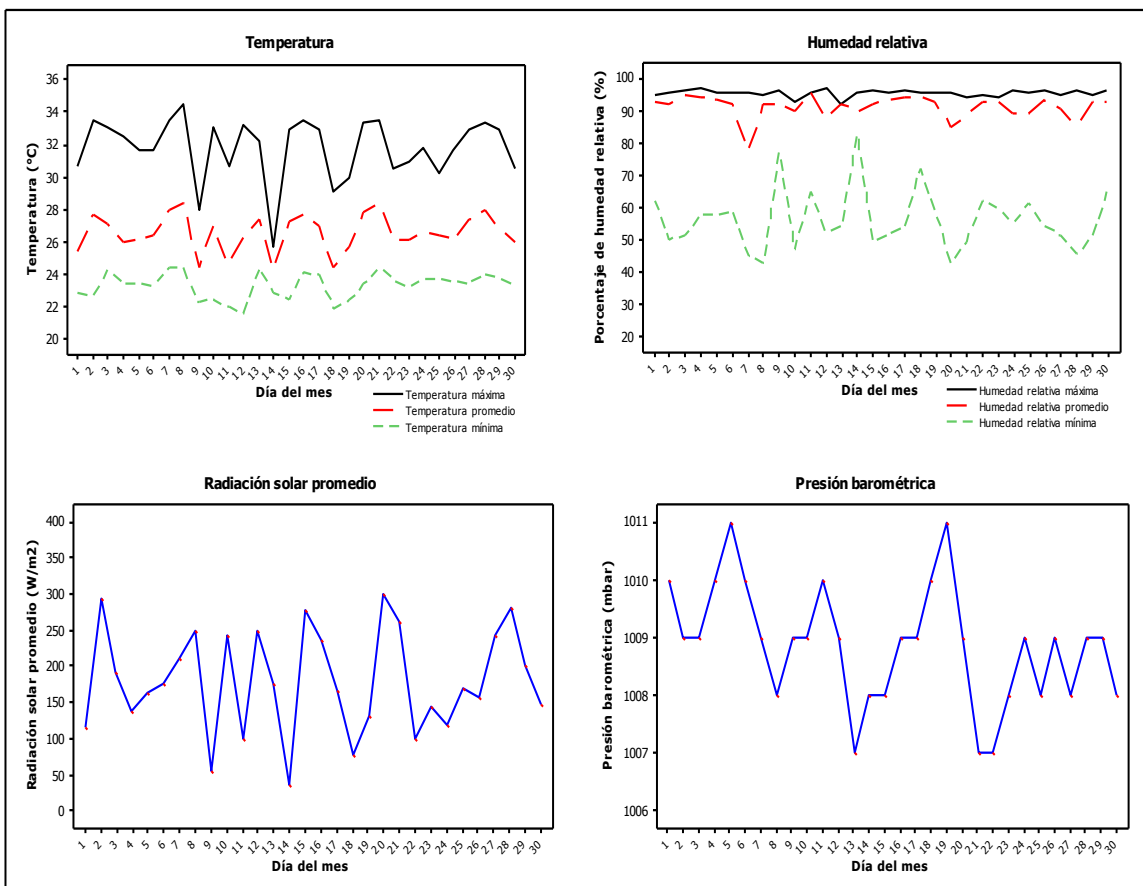 Temperatura
Temperatura (°C)
36
34
32
30
28
26
24
22
20
1 2 3 4 5 6 7 8 9 10 11 12 13 14 15 16 17 18 19 20 21 22 23 24 25 26 27 28 29 30
Día del mes
Temperatura máxima
Temperatura promedio
Temperatura mínima
Humedad relativa
Porcentaje de humedad relativa (%)
100
90
80
70
60
50
40
30
20
1 2 3 4 5 6 7 8 9 10 11 12 13 14 15 16 17 18 19 20 21 22 23 24 25 26 27 28 29 30
Día del mes
Humedad relativa máxima
Humedad relativa promedio
Humedad relativa mínima
Radiación solar promedio
Radiación solar promedio (W/m2)
400
350
300
250
200
150
100
50
0
1 2 3 4 5 6 7 8 9 10 11 12 13 14 15 16 17 18 19 20 21 22 23 24 25 26 27 28 29 30
Día del mes
Presión barométrica
Presión barométrica (mbar)
1011
1010
1009
1008
1007
1006
1 2 3 4 5 6 7 8 9 10 11 12 13 14 15 16 17 18 19 20 21 22 23 24 25 26 27 28 29 30
Día del mes